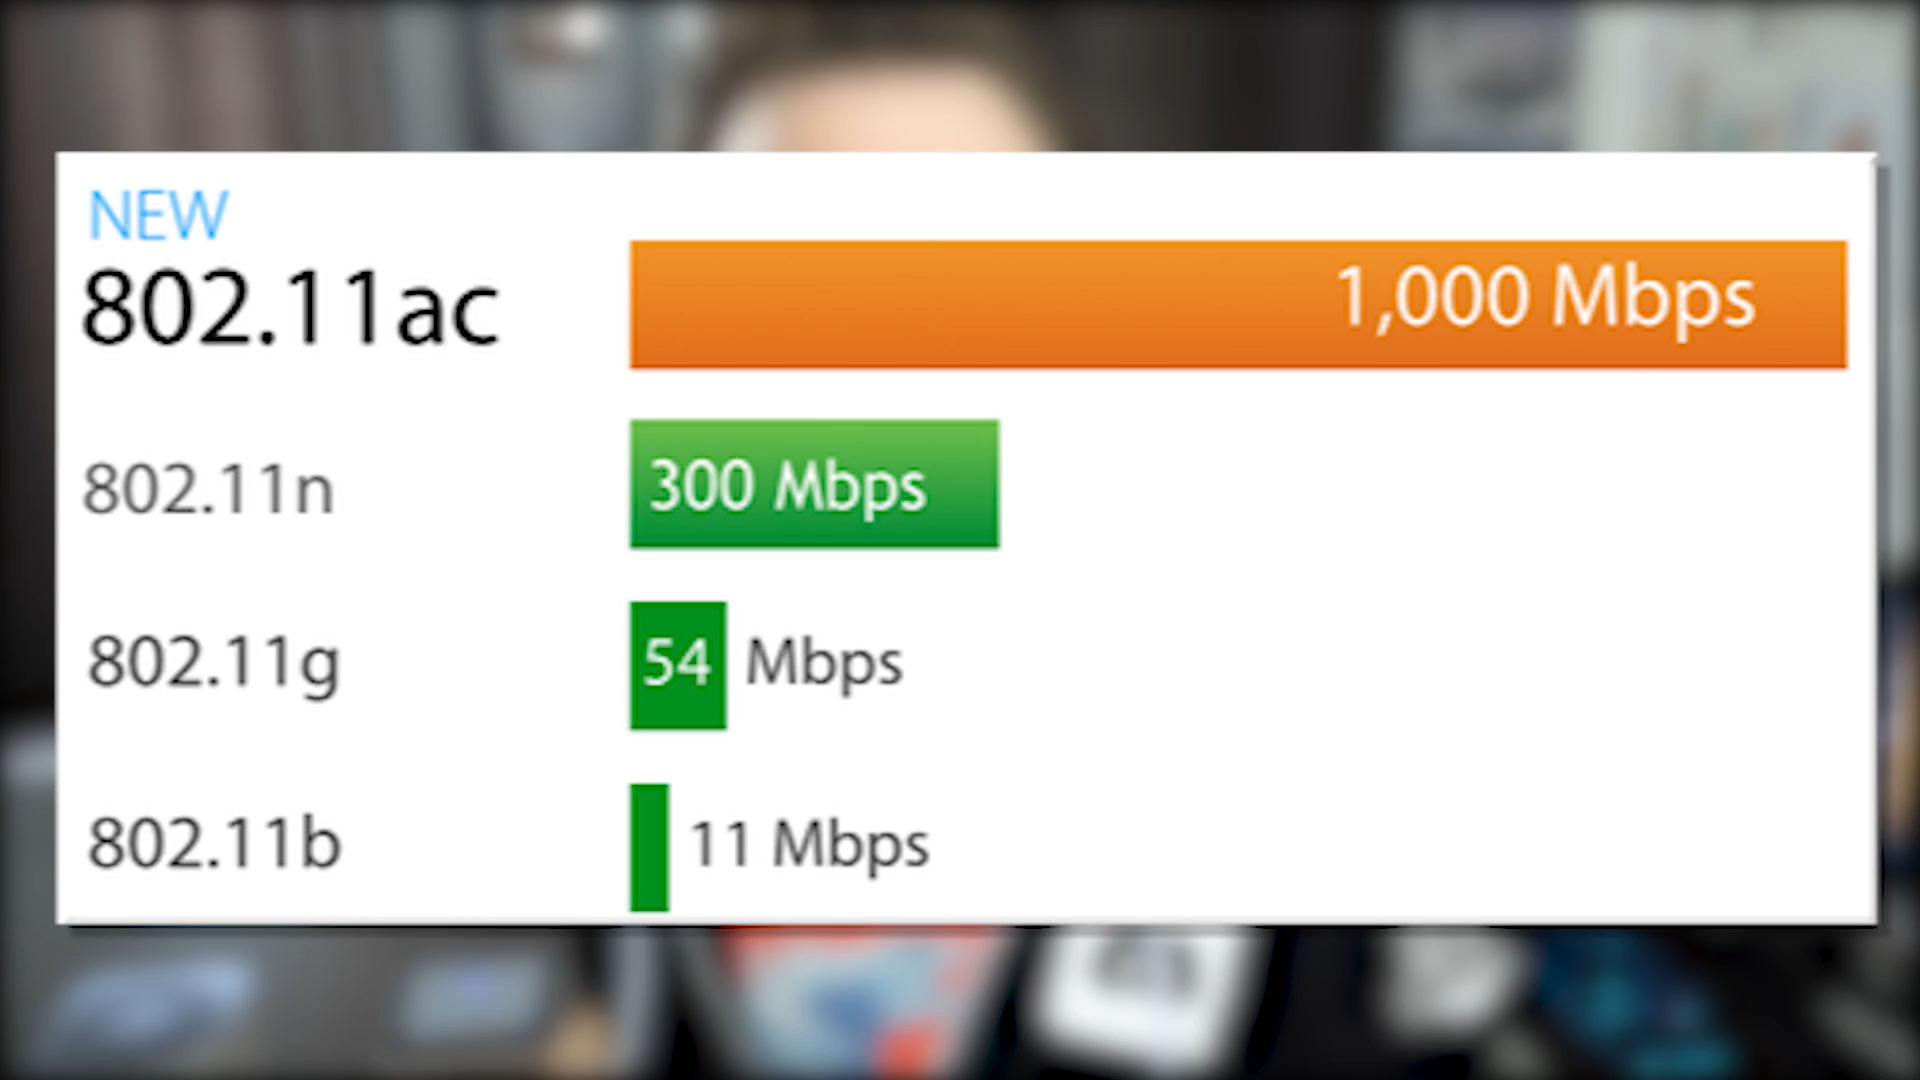 NEW
802.11ac 1,000 Mbps
802.11n 300 Mbps
802.11g 54 Mbps
802.11b 11 Mbps